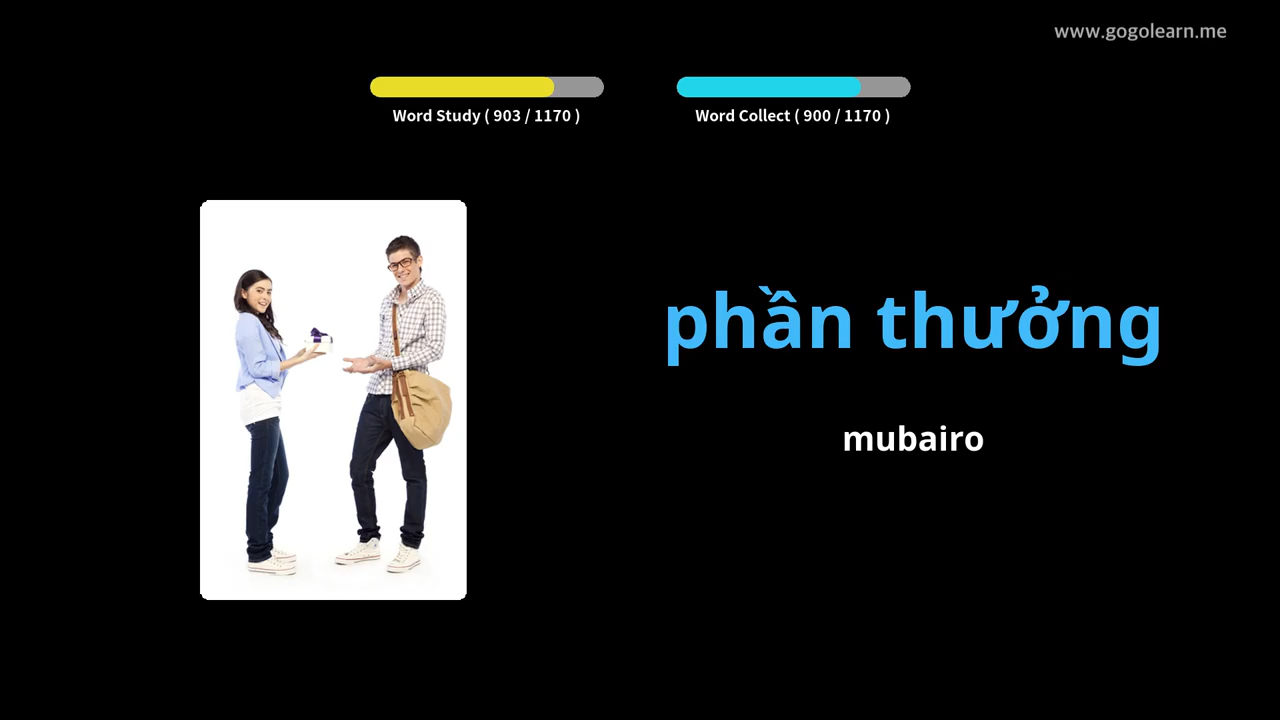 www.gogolearn.me
Word Study ( 903 / 1170 )
Word Collect ( 900 / 1170 )
phần thưởng
mubairo